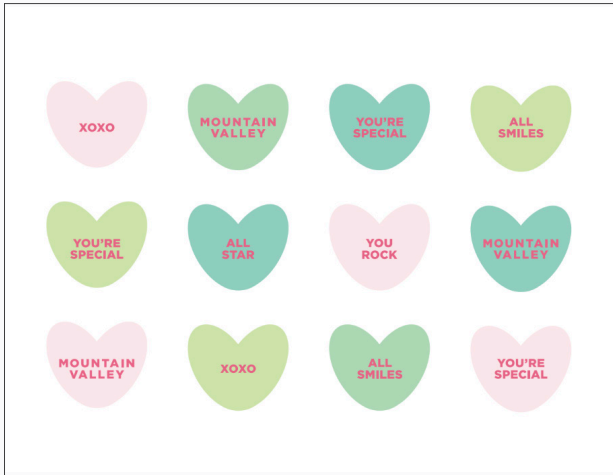 XOXO
MOUNTAIN
VALLEY
YOU'RE
SPECIAL
ALL
SMILES
YOU'RE
SPECIAL
ALL
STAR
YOU
ROCK
MOUNTAIN
VALLEY
MOUNTAIN
VALLEY
XOXO
ALL
SMILES
YOU'RE
SPECIAL